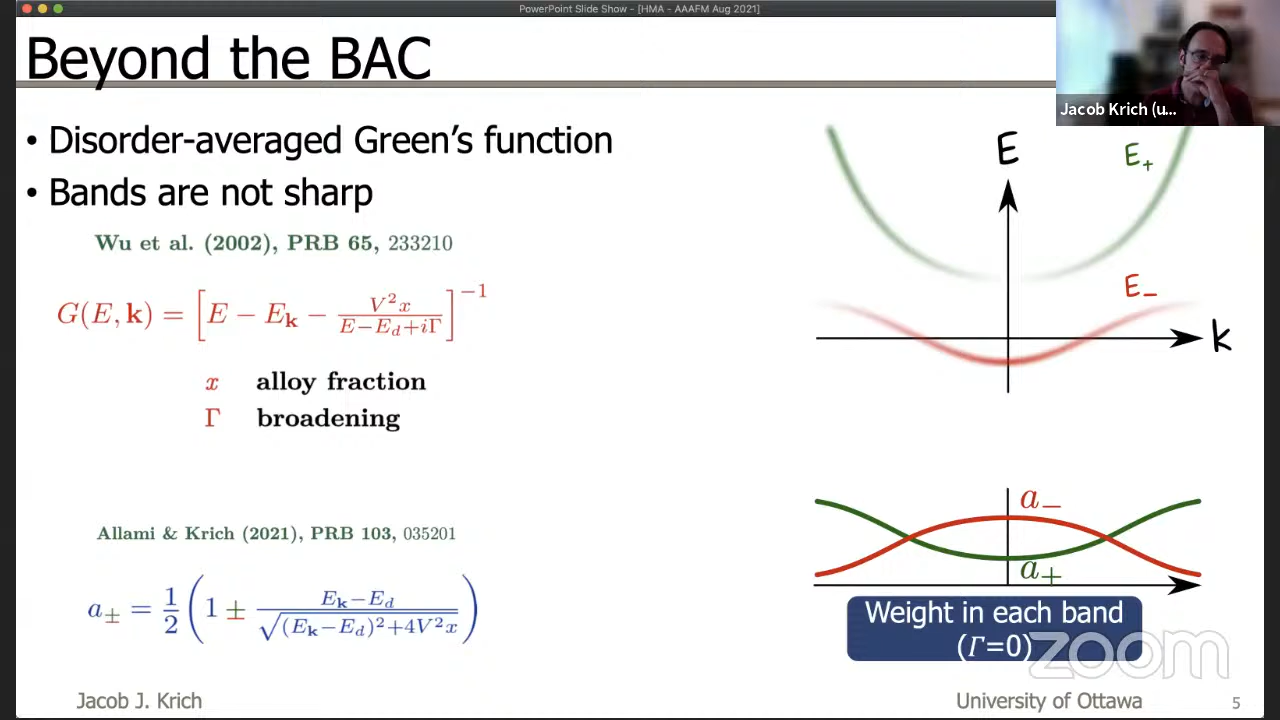 PowerPoint Slide Show - [HMA - AAAFM Aug 2021]
Beyond the BAC
Jacob Krich (u...
• Disorder-averaged Green's function
• Bands are not sharp
Wu et al. (2002), PRB 65, 233210
G(E, k) = [E − E_k − V²x / (E−E_d+iΓ)]⁻¹
x alloy fraction
Γ broadening
Allami & Krich (2021), PRB 103, 035201
a_± = 1/2 (1 ± (E_k−E_d) / √((E_k−E_d)²+4V²x))
E
E₊
E₋
k
a₋
a₊
Weight in each band
(Γ=0)
zoom
Jacob J. Krich
University of Ottawa
5